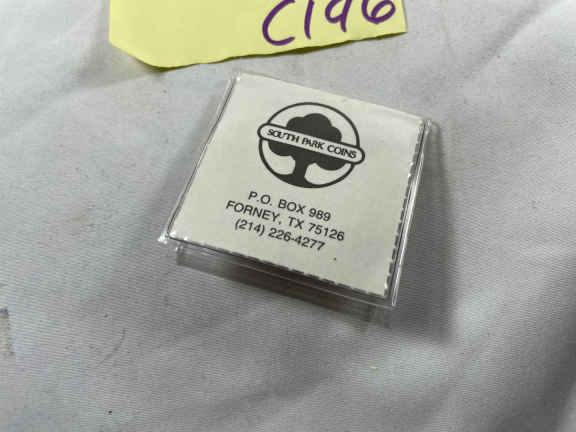 C196
SOUTH PARK COINS
P.O. BOX 989
FORNEY, TX 75126
(214) 226-4277